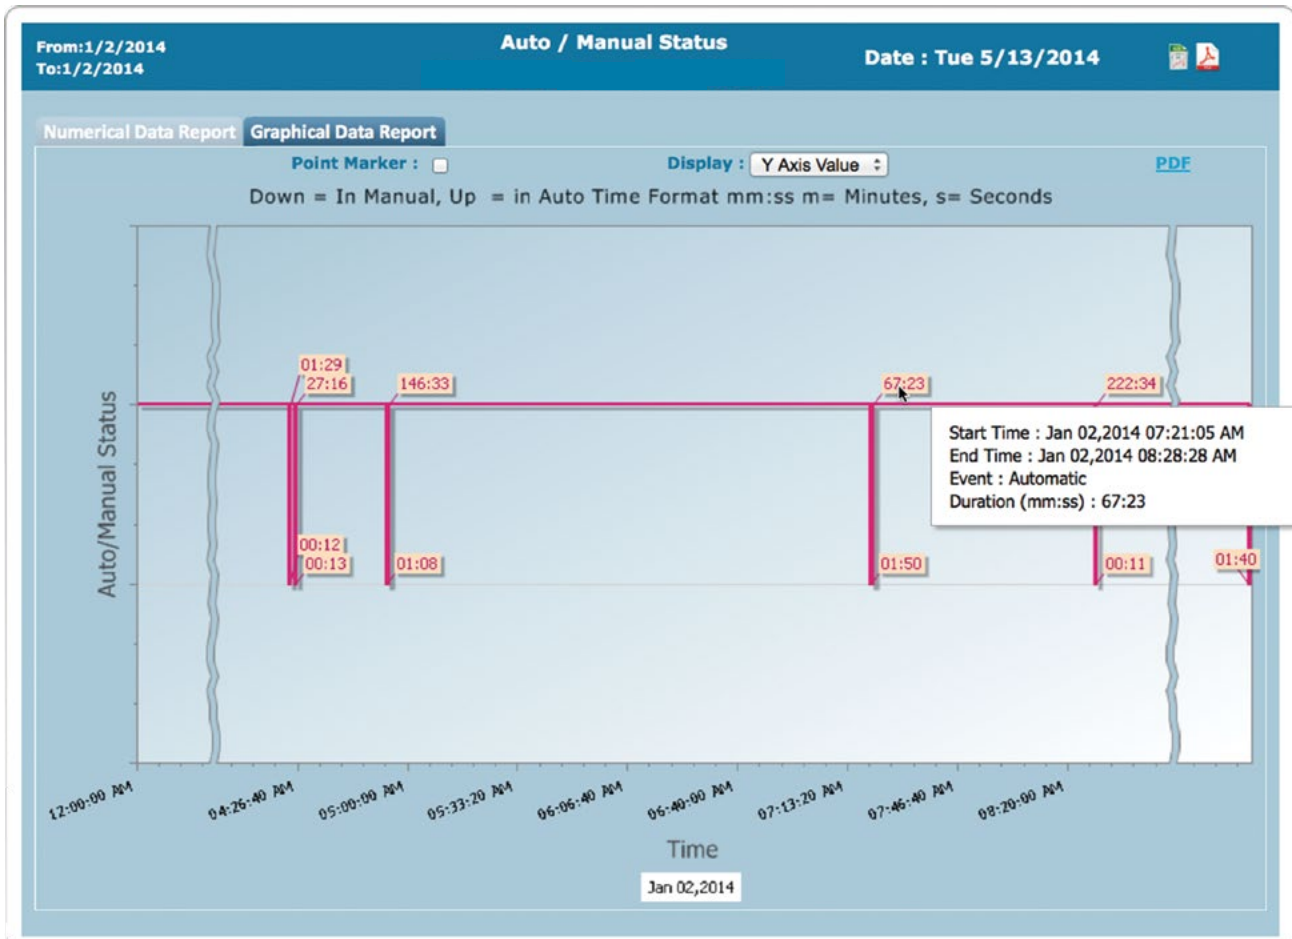 From:1/2/2014
To:1/2/2014
Auto / Manual Status
Date : Tue 5/13/2014
Numerical Data Report
Graphical Data Report
Point Marker :
Display :
Y Axis Value
PDF
Down = In Manual, Up = in Auto Time Format mm:ss m= Minutes, s= Seconds
01:29
27:16
146:33
67:23
222:34
Start Time : Jan 02,2014 07:21:05 AM
End Time : Jan 02,2014 08:28:28 AM
Event : Automatic
Duration (mm:ss) : 67:23
Auto/Manual Status
00:12
00:13
01:08
01:50
00:11
01:40
12:00:00 AM
04:26:40 AM
05:00:00 AM
05:33:20 AM
06:06:40 AM
06:40:00 AM
07:13:20 AM
07:46:40 AM
08:20:00 AM
Time
Jan 02,2014